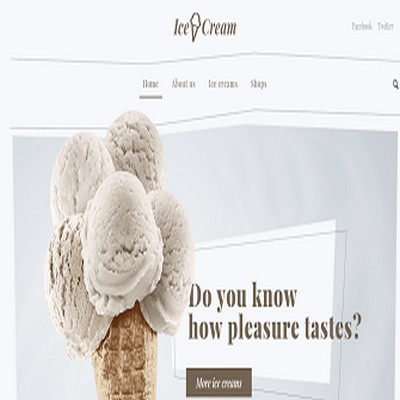 Ice Cream
Facebook Twitter
Home About us Ice creams Shops
Do you know
how pleasure tastes?
More ice creams